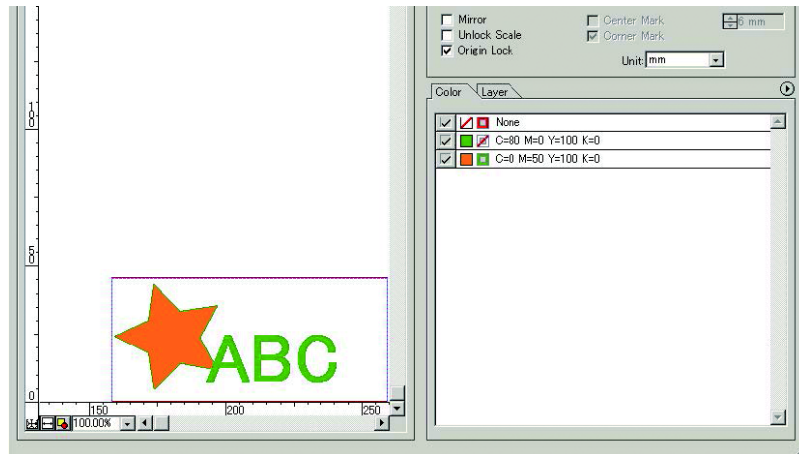 Mirror
Unlock Scale
Origin Lock
Center Mark
Corner Mark
6 mm
Unit: mm
Color
Layer
None
C=80 M=0 Y=100 K=0
C=0 M=50 Y=100 K=0
100
50
0
ABC
150
200
250
100.00%